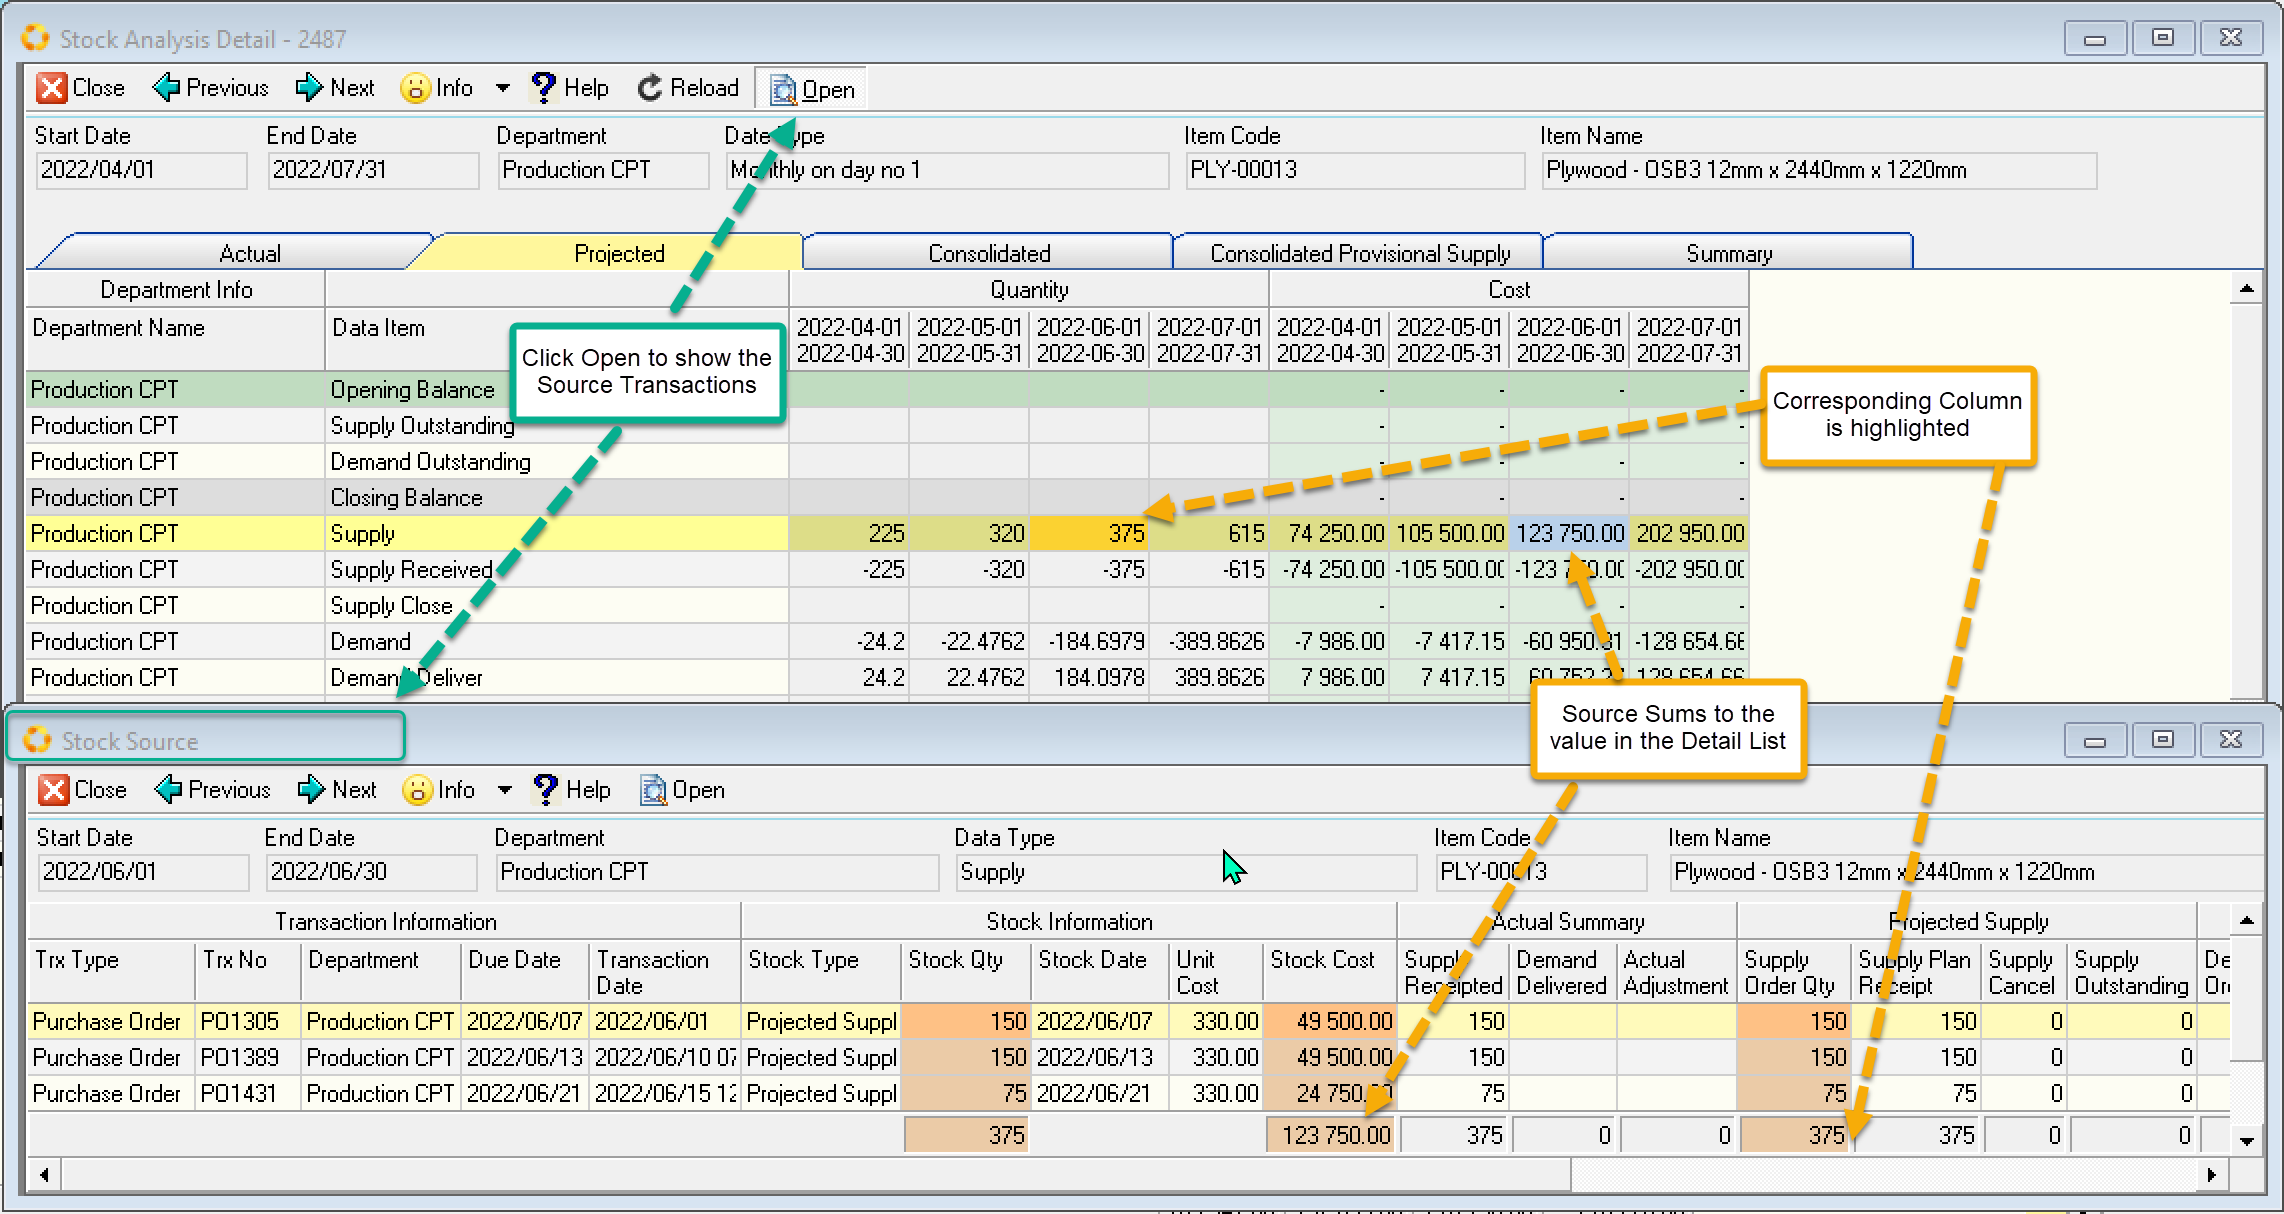 Stock Analysis Detail - 2487
Close Previous Next Info Help Reload Open
Start Date End Date Department Item Code Item Name
2022/04/01 2022/07/31 Production CPT Monthly on day no 1 PLY-00013 Plywood - OSB3 12mm x 2440mm x 1220mm
Actual Projected Consolidated Consolidated Provisional Supply Summary
Department Info Quantity Cost
Department Name Data Item 2022-04-01 2022-05-01 2022-06-01 2022-07-01 2022-04-01 2022-05-01 2022-06-01 2022-07-01
2022-04-30 2022-05-31 2022-06-30 2022-07-31 2022-04-30 2022-05-31 2022-06-30 2022-07-31
Click Open to show the
Source Transactions
Corresponding Column
is highlighted
Production CPT Opening Balance - - - -
Production CPT Supply Outstanding - - - -
Production CPT Demand Outstanding - - - -
Production CPT Closing Balance - - - -
Production CPT Supply 225 320 375 615 74 250.00 105 500.00 123 750.00 202 950.00
Production CPT Supply Received -225 -320 -375 -615 -74 250.00 -105 500.00 -202 950.00
Production CPT Supply Close - - - -
Production CPT Demand -24.2 -22.4762 -184.6979 -389.8626 -7 986.00 -7 417.15 -60 950.31 -128 654.66
Production CPT Demand Deliver 24.2 22.4762 184.0978 389.8626 7 986.00 7 417.15
Source Sums to the
value in the Detail List
Stock Source
Close Previous Next Info Help Open
Start Date End Date Department Data Type Item Code Item Name
2022/06/01 2022/06/30 Production CPT Supply PLY-00013 Plywood - OSB3 12mm x 2440mm x 1220mm
Transaction Information Stock Information Actual Summary Projected Supply
Trx Type Trx No Department Due Date Transaction Stock Type Stock Qty Stock Date Unit Stock Cost Supply Demand Actual Supply Supply Plan Supply Supply De
Date Cost Receipted Delivered Adjustment Order Qty Receipt Cancel Outstanding Or
Purchase Order PO1305 Production CPT 2022/06/07 2022/06/01 Projected Suppl 150 2022/06/07 330.00 49 500.00 150 150 150 0 0
Purchase Order PO1389 Production CPT 2022/06/13 2022/06/10 07 Projected Suppl 150 2022/06/13 330.00 49 500.00 150 150 150 0 0
Purchase Order PO1431 Production CPT 2022/06/21 2022/06/15 12 Projected Suppl 75 2022/06/21 330.00 24 750.00 75 75 75 0 0
375 123 750.00 375 0 0 375 375 0 0